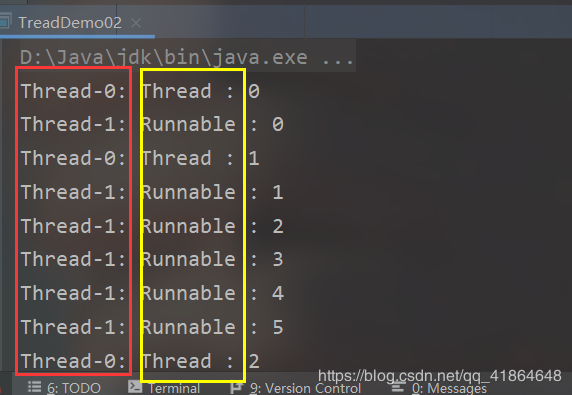 TreadDemo02 ×
D:\Java\jdk\bin\java.exe ...
Thread-0: Thread : 0
Thread-1: Runnable : 0
Thread-0: Thread : 1
Thread-1: Runnable : 1
Thread-1: Runnable : 2
Thread-1: Runnable : 3
Thread-1: Runnable : 4
Thread-1: Runnable : 5
Thread-0: Thread : 2
https://blog.csdn.net/qq_41864648
6: TODO Terminal 9: Version Control 0: Messages